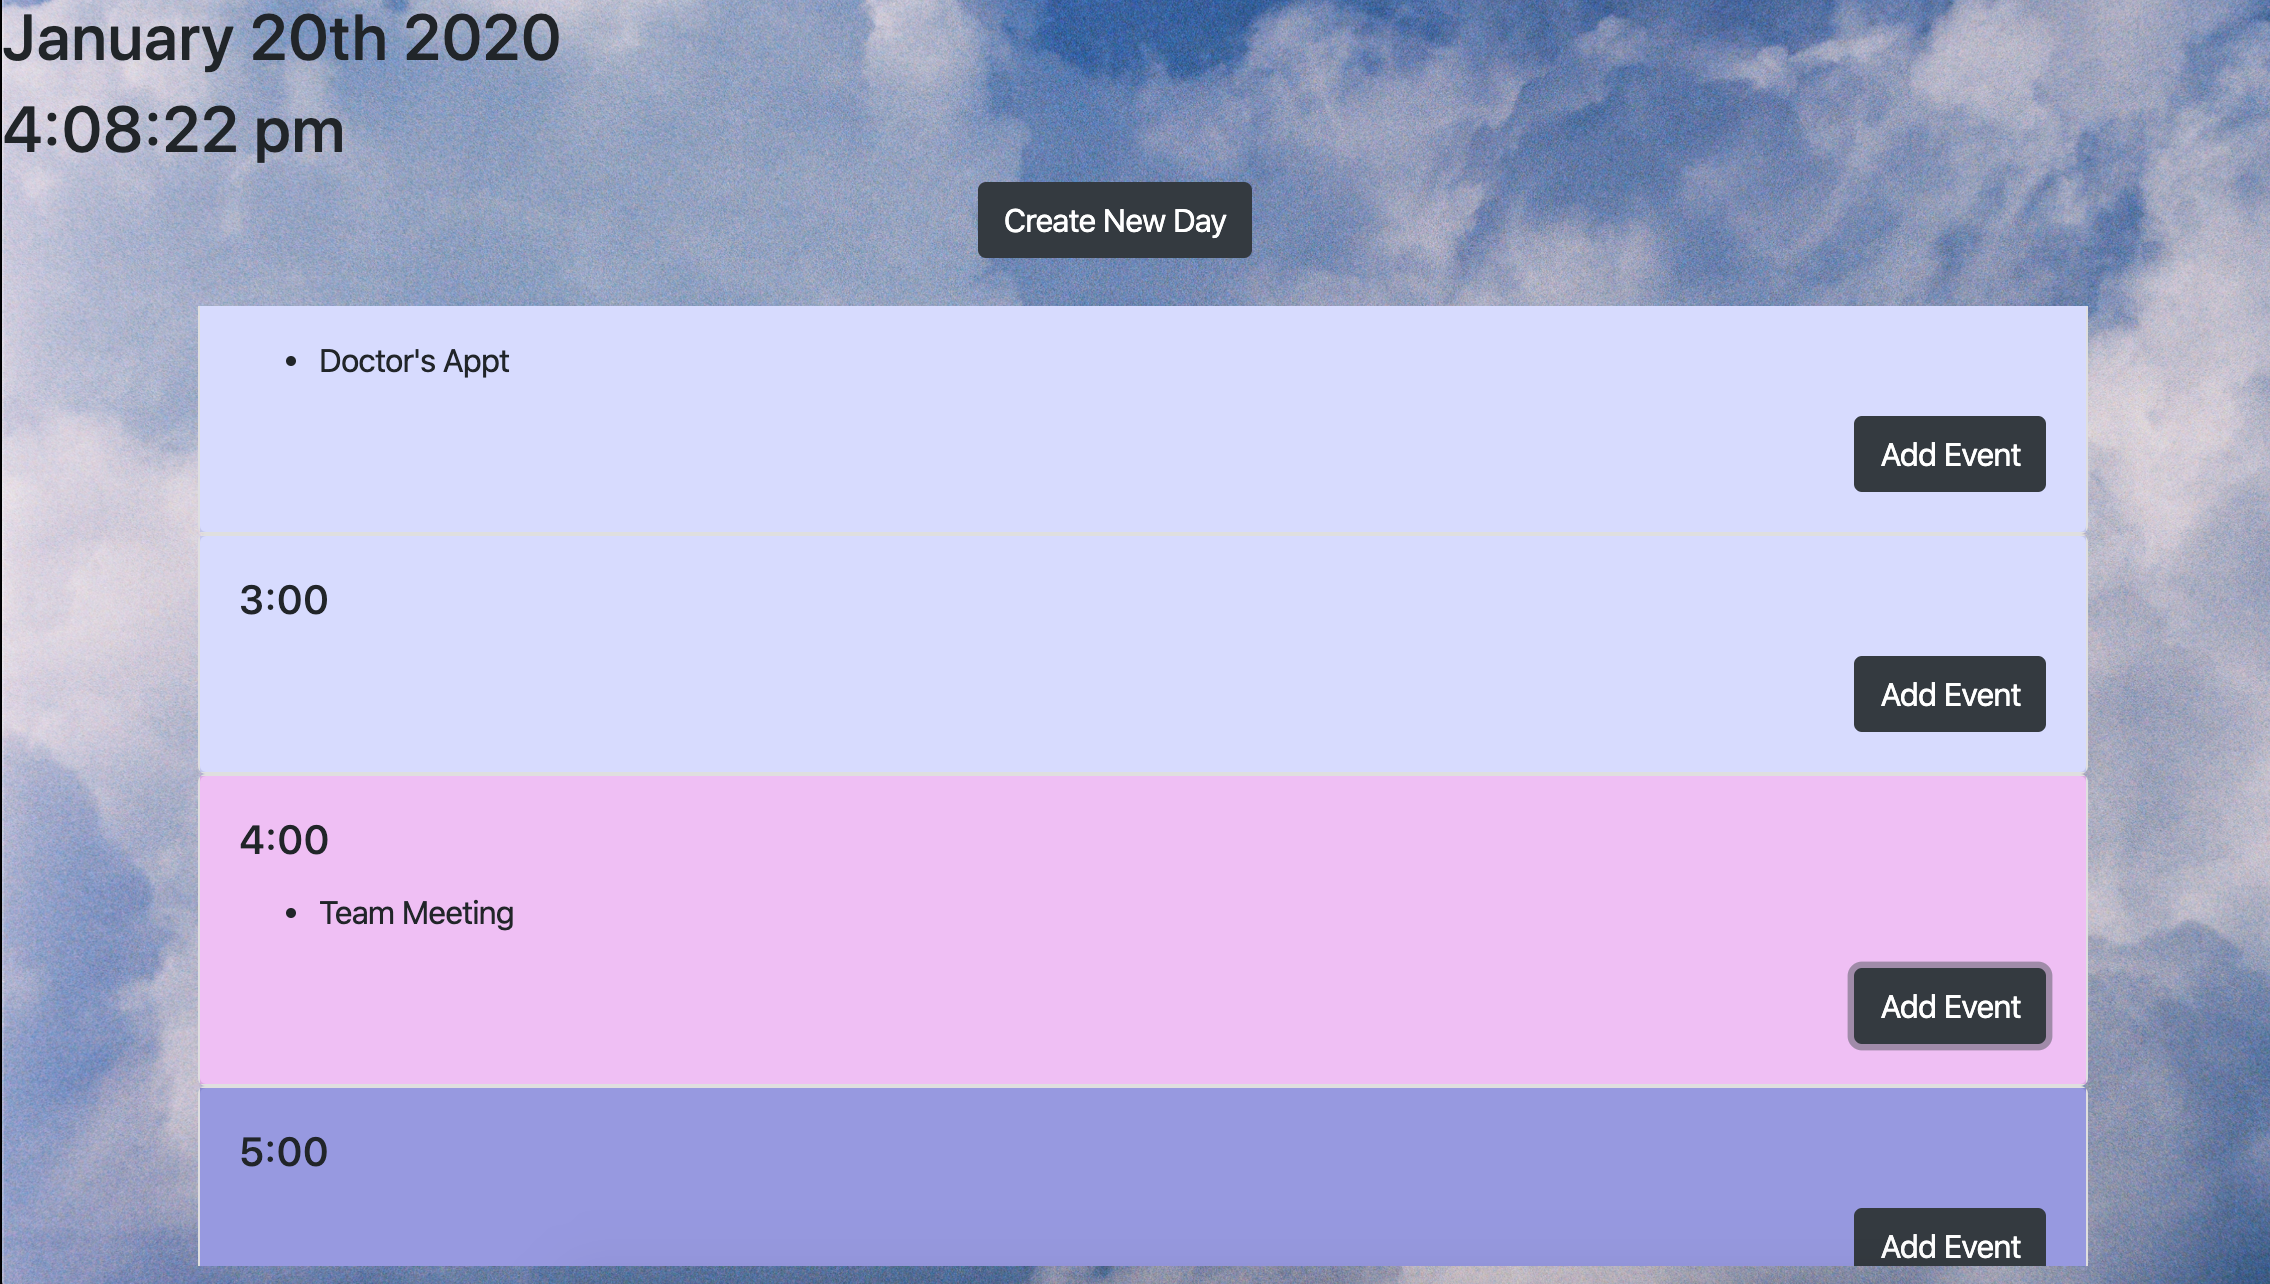 January 20th 2020
4:08:22 pm
Create New Day
• Doctor's Appt
Add Event
3:00
Add Event
4:00
• Team Meeting
Add Event
5:00
Add Event